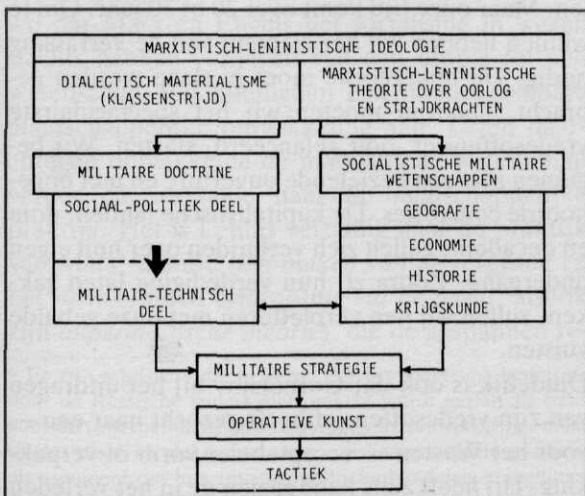 MARXISTISCH-LENINISTISCHE IDEOLOGIE
DIALECTISCH MATERIALISME
(KLASSENSTRIJD)
MARXISTISCH-LENINISTISCHE
THEORIE OVER OORLOG
EN STRIJDKRACHTEN
MILITAIRE DOCTRINE
SOCIAAL-POLITIEK DEEL
MILITAIR-TECHNISCH
DEEL
SOCIALISTISCHE MILITAIRE
WETENSCHAPPEN
GEOGRAFIE
ECONOMIE
HISTORIE
KRIJGSKUNDE
MILITAIRE STRATEGIE
OPERATIEVE KUNST
TACTIEK